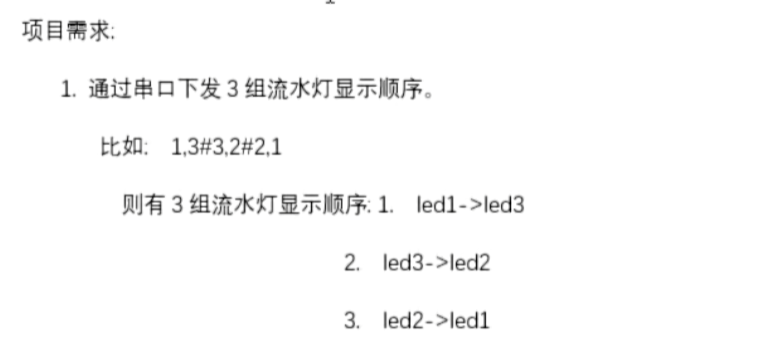 项目需求:
1. 通过串口下发 3 组流水灯显示顺序。
比如: 1,3#3,2#2,1
则有 3 组流水灯显示顺序: 1. led1->led3
2. led3->led2
3. led2->led1